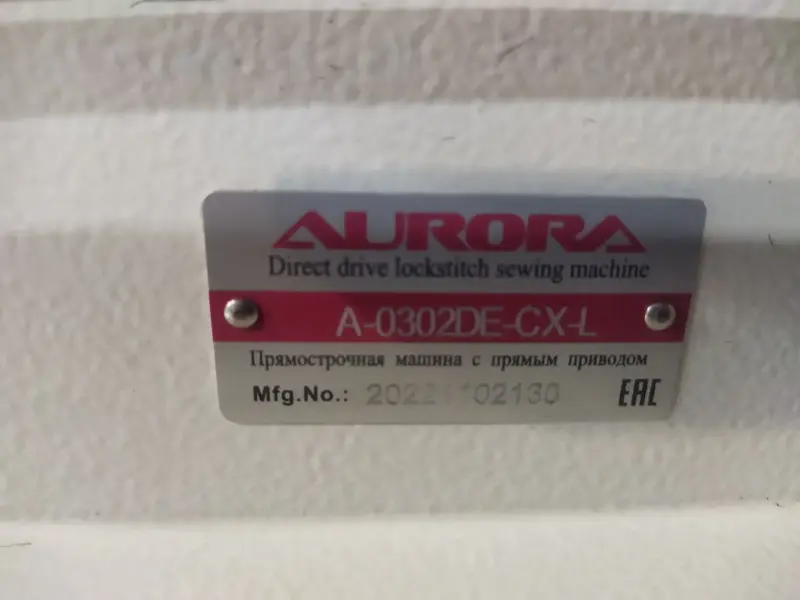 AURORA
Direct drive lockstitch sewing machine
A-0302DE-CX-L
Прямострочная машина с прямым приводом
Mfg.No.:
EAC